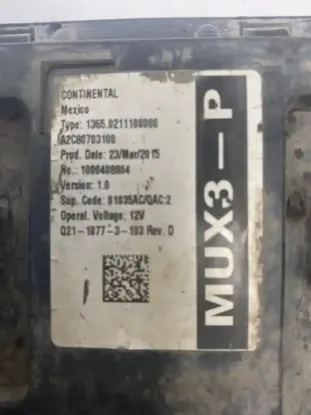 CONTINENTAL
Mexico
Type: 1365.0211100000
A2C80703100
Prod. Date: 23/Mar/2015
No.: 1000408864
Version: 1.0
Sup. Code: 01035AC/QAC:2
Operat. Voltage: 12V
Q21-1077-3-103 Rev. D
MUX3-P